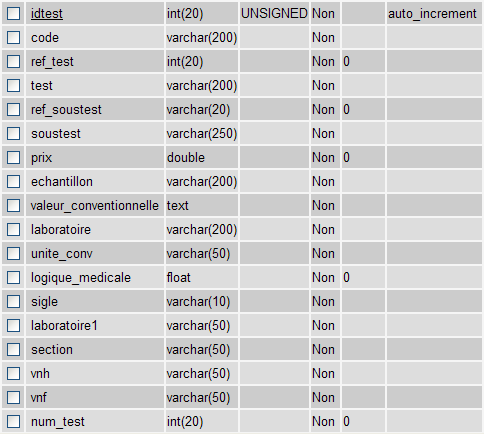 idtest int(20) UNSIGNED Non auto_increment
code varchar(200) Non
ref_test int(20) Non 0
test varchar(200) Non
ref_soustest varchar(20) Non 0
soustest varchar(250) Non
prix double Non 0
echantillon varchar(200) Non
valeur_conventionnelle text Non
laboratoire varchar(200) Non
unite_conv varchar(50) Non
logique_medicale float Non 0
sigle varchar(10) Non
laboratoire1 varchar(50) Non
section varchar(50) Non
vnh varchar(50) Non
vnf varchar(50) Non
num_test int(20) Non 0